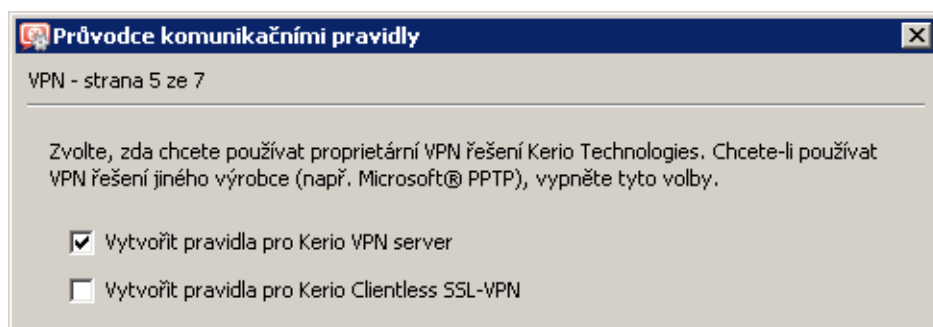 Průvodce komunikačními pravidly
VPN - strana 5 ze 7
Zvolte, zda chcete používat proprietární VPN řešení Kerio Technologies. Chcete-li používat
VPN řešení jiného výrobce (např. Microsoft® PPTP), vypněte tyto volby.
Vytvořit pravidla pro Kerio VPN server
Vytvořit pravidla pro Kerio Clientless SSL-VPN